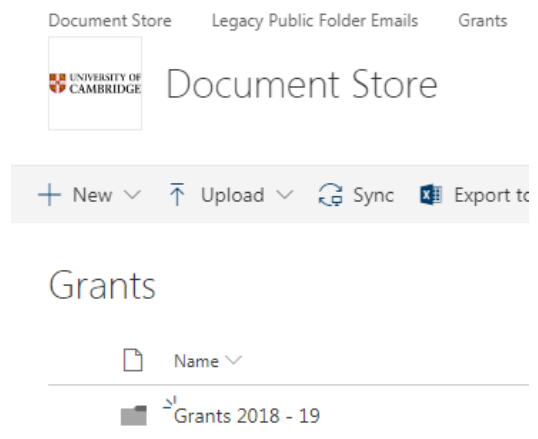 Document Store Legacy Public Folder Emails Grants
UNIVERSITY OF
CAMBRIDGE
Document Store
New Upload Sync Export to
Grants
Name
Grants 2018 - 19